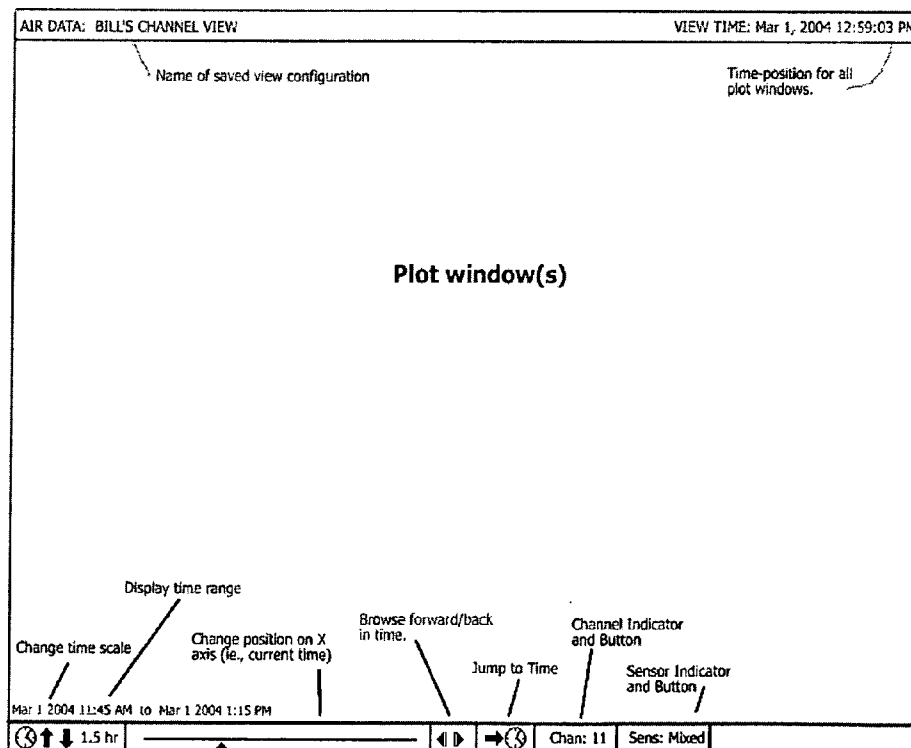 AIR DATA: BILL'S CHANNEL VIEW
VIEW TIME: Mar 1, 2004 12:59:03 PM
Name of saved view configuration
Time-position for all
plot windows.
Plot window(s)
Display time range
Change time scale
Change position on X
axis (ie., current time)
Browse forward/back
in time.
Jump to Time
Channel Indicator
and Button
Sensor Indicator
and Button
Mar 1 2004 11:45 AM to Mar 1 2004 1:15 PM
1.5 hr
Chan: 11
Sens: Mixed